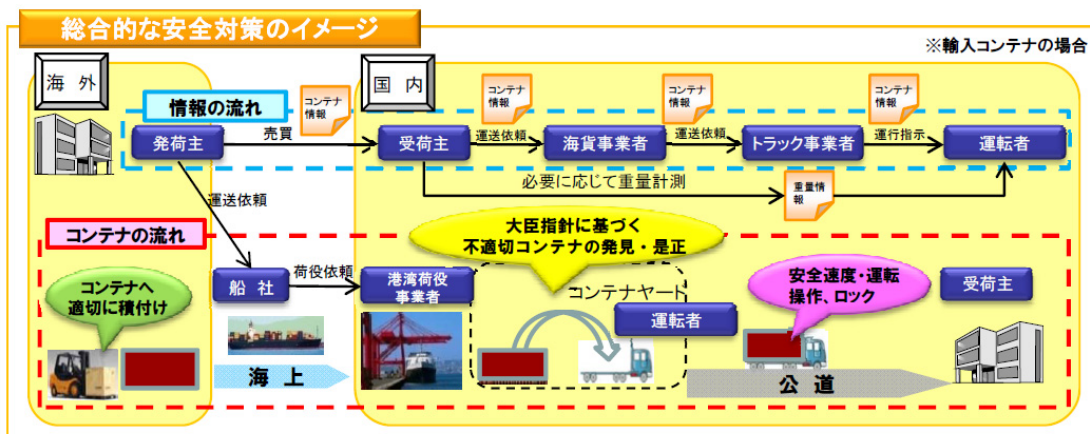 総合的な安全対策のイメージ
※輸入コンテナの場合
海 外
国 内
情報の流れ
コンテナ
情報
コンテナ
情報
コンテナ
情報
コンテナ
情報
発荷主
売買
受荷主
運送依頼
海貨事業者
運送依頼
トラック事業者
運行指示
運転者
必要に応じて重量計測
重量情
報
運送依頼
コンテナの流れ
大臣指針に基づく
不適切コンテナの発見・是正
コンテナへ
適切に積付け
船 社
荷役依頼
港湾荷役
事業者
コンテナヤード
運転者
安全速度・運転
操作、ロック
受荷主
海 上
公 道